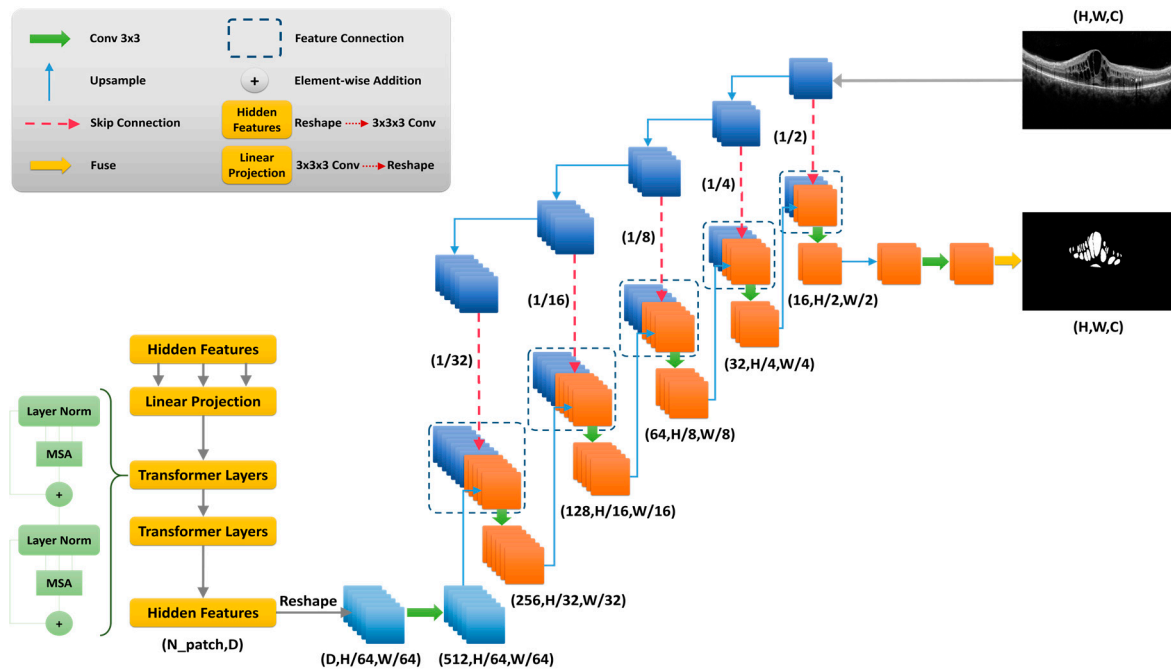 Conv 3x3
Feature Connection
Upsample
+
Element-wise Addition
Skip Connection
Hidden
Features
Reshape
3x3x3 Conv
Fuse
Linear
Projection
3x3x3 Conv
Reshape
(H,W,C)
(1/2)
(1/4)
(1/8)
(1/16)
(1/32)
(16,H/2,W/2)
(H,W,C)
(32,H/4,W/4)
(64,H/8,W/8)
(128,H/16,W/16)
(256,H/32,W/32)
Hidden Features
Linear Projection
Layer Norm
MSA
+
Transformer Layers
Layer Norm
Transformer Layers
MSA
+
Hidden Features
Reshape
(N_patch,D)
(D,H/64,W/64)
(512,H/64,W/64)